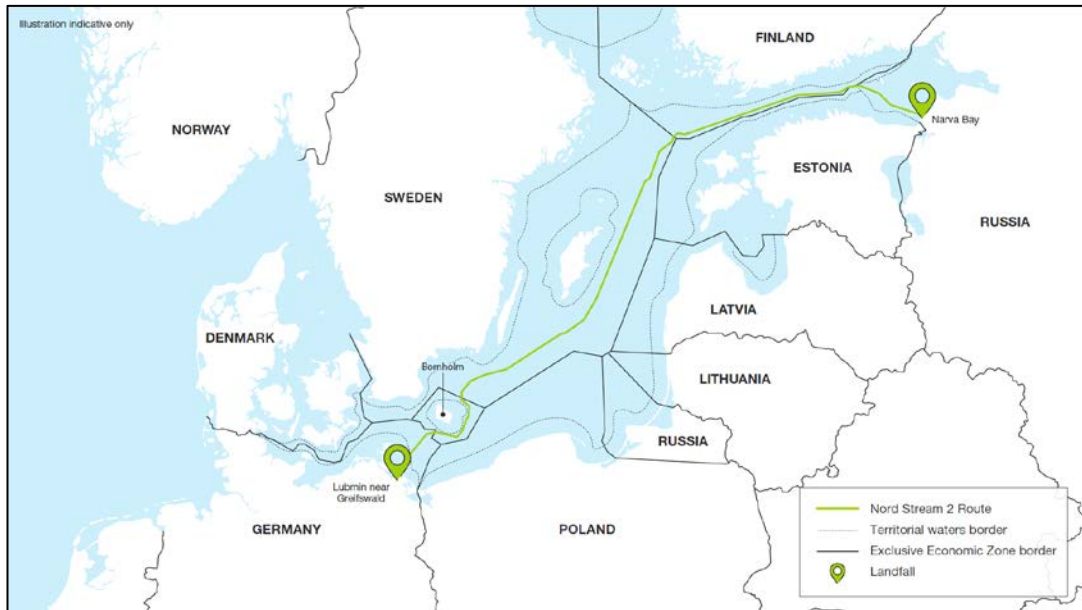 Illustration indicative only
FINLAND
NORWAY
Narva Bay
ESTONIA
SWEDEN
RUSSIA
LATVIA
DENMARK
Bornholm
LITHUANIA
RUSSIA
Lubmin near
Greifswald
GERMANY
POLAND
Nord Stream 2 Route
Territorial waters border
Exclusive Economic Zone border
Landfall